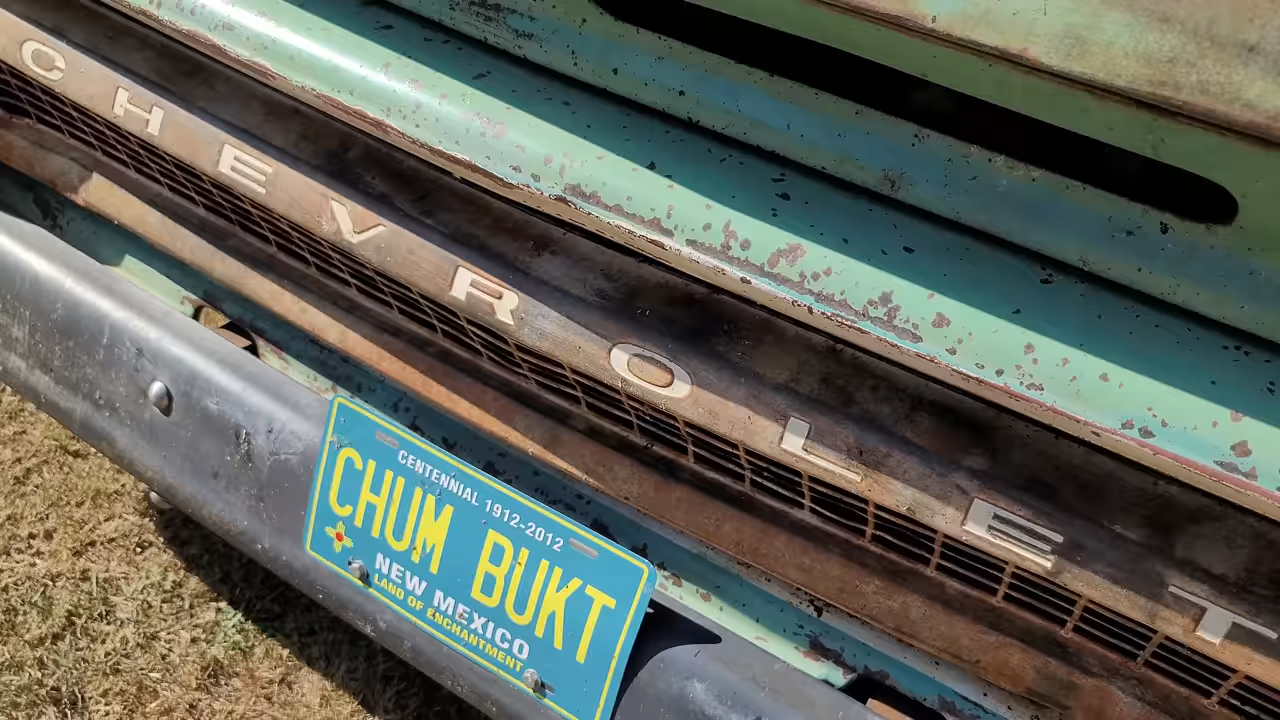 CHEVROLET
CENTENNIAL 1912-2012
CHUM BUKT
NEW MEXICO
LAND OF ENCHANTMENT